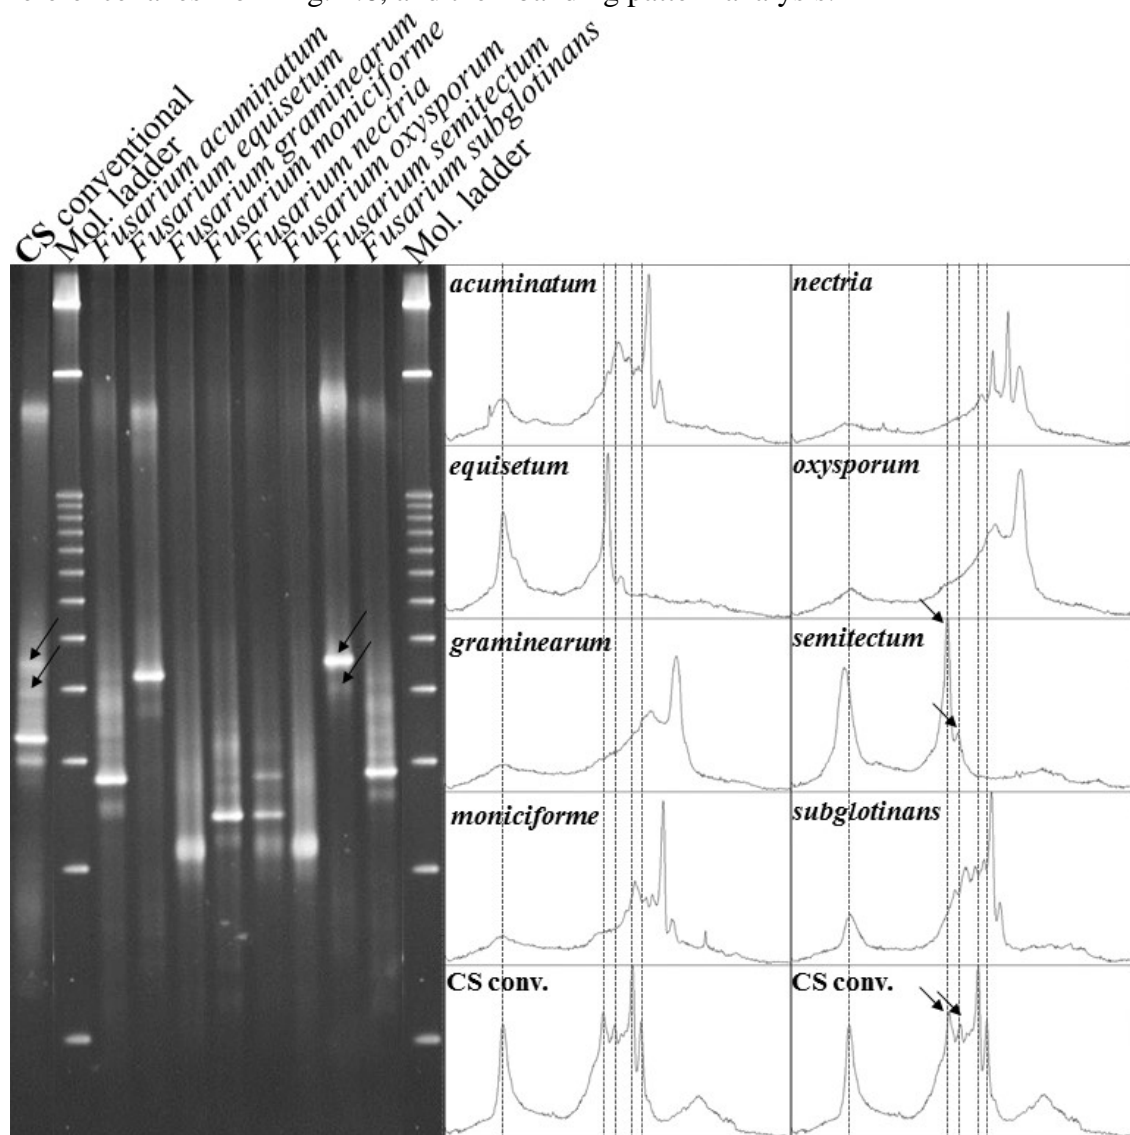 CS conventional
Mol. ladder
Fusarium acuminatum
Fusarium equisetum
Fusarium graminearum
Fusarium moniciforme
Fusarium nectria
Fusarium oxysporum
Fusarium semitectum
Fusarium subglotinans
Mol. ladder
acuminatum
nectria
equisetum
oxysporum
graminearum
semitectum
moniciforme
subglotinans
CS conv.
CS conv.